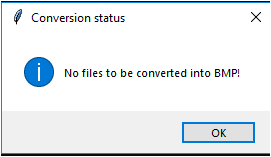 Conversion status
No files to be converted into BMP!
OK